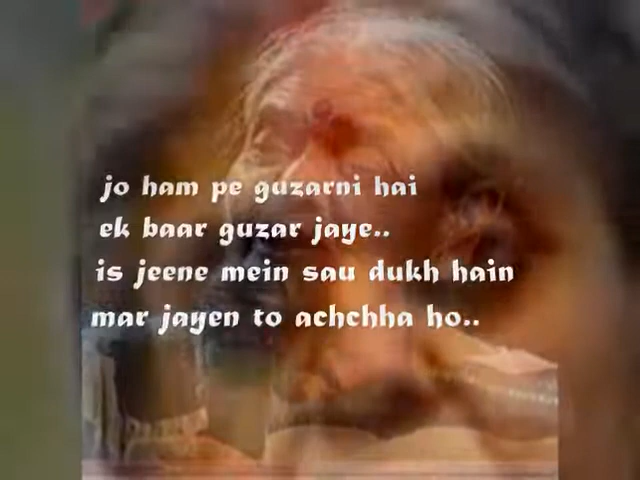 jo ham pe guzarni hai
ek baar guzar jaye..
is jeene mein sau dukh hain
mar jayen to achchha ho..